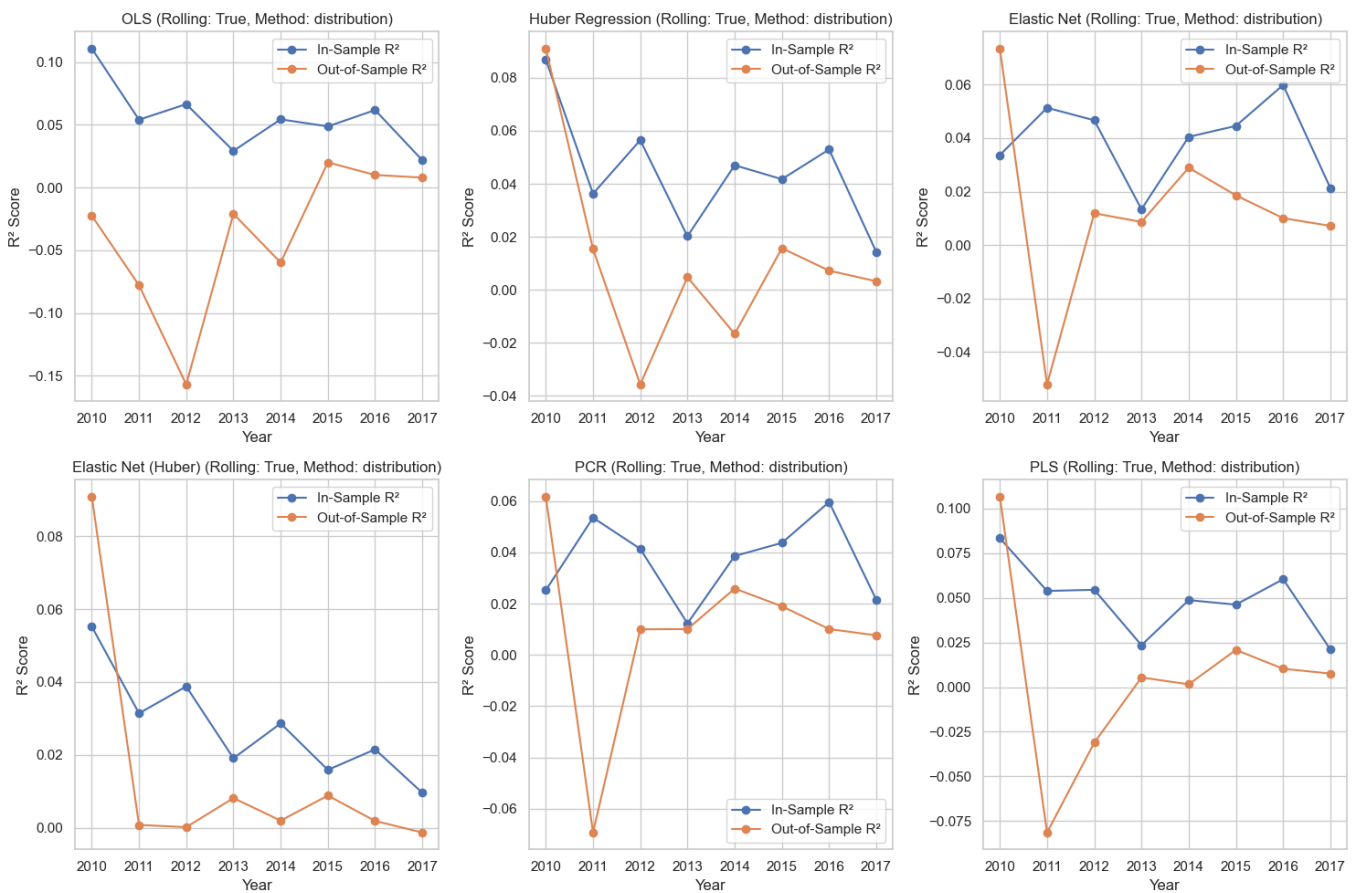 OLS (Rolling: True, Method: distribution)
In-Sample R²
Out-of-Sample R²
R² Score
0.10
0.05
0.00
−0.05
−0.10
−0.15
2010 2011 2012 2013 2014 2015 2016 2017
Year
Huber Regression (Rolling: True, Method: distribution)
In-Sample R²
Out-of-Sample R²
R² Score
0.08
0.06
0.04
0.02
0.00
−0.02
−0.04
2010 2011 2012 2013 2014 2015 2016 2017
Year
Elastic Net (Rolling: True, Method: distribution)
In-Sample R²
Out-of-Sample R²
R² Score
0.06
0.04
0.02
0.00
−0.02
−0.04
2010 2011 2012 2013 2014 2015 2016 2017
Year
Elastic Net (Huber) (Rolling: True, Method: distribution)
In-Sample R²
Out-of-Sample R²
R² Score
0.08
0.06
0.04
0.02
0.00
2010 2011 2012 2013 2014 2015 2016 2017
Year
PCR (Rolling: True, Method: distribution)
R² Score
0.06
0.04
0.02
0.00
−0.02
−0.04
−0.06
In-Sample R²
Out-of-Sample R²
2010 2011 2012 2013 2014 2015 2016 2017
Year
PLS (Rolling: True, Method: distribution)
In-Sample R²
Out-of-Sample R²
R² Score
0.100
0.075
0.050
0.025
0.000
−0.025
−0.050
−0.075
2010 2011 2012 2013 2014 2015 2016 2017
Year